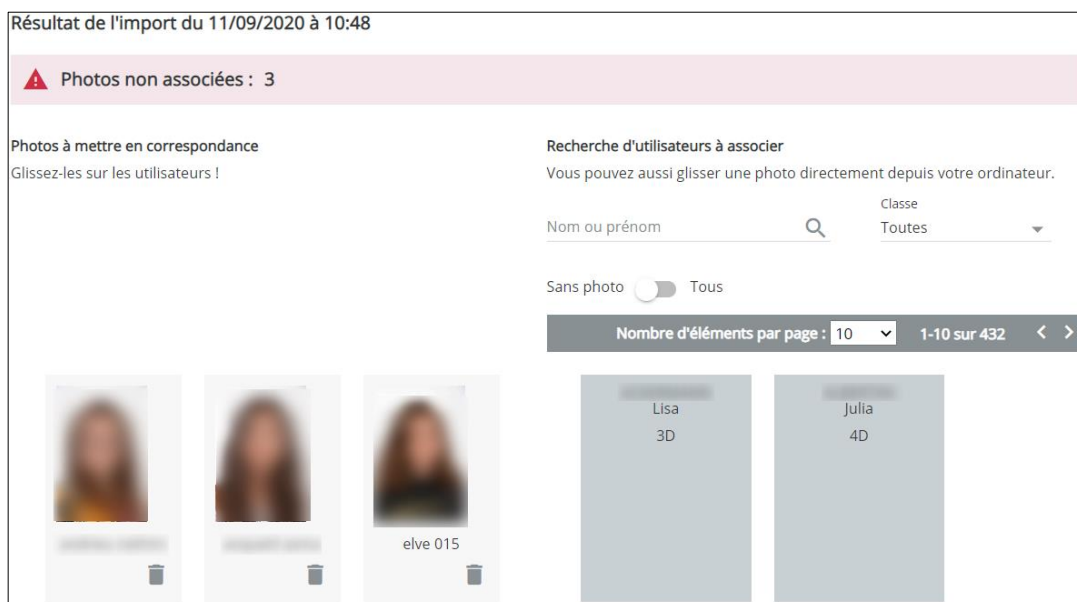 Résultat de l'import du 11/09/2020 à 10:48
Photos non associées : 3
Photos à mettre en correspondance
Glissez-les sur les utilisateurs !
Recherche d'utilisateurs à associer
Vous pouvez aussi glisser une photo directement depuis votre ordinateur.
Classe
Nom ou prénom
Toutes
Sans photo Tous
Nombre d'éléments par page : 10 1-10 sur 432
elve 015
Lisa
3D
Julia
4D